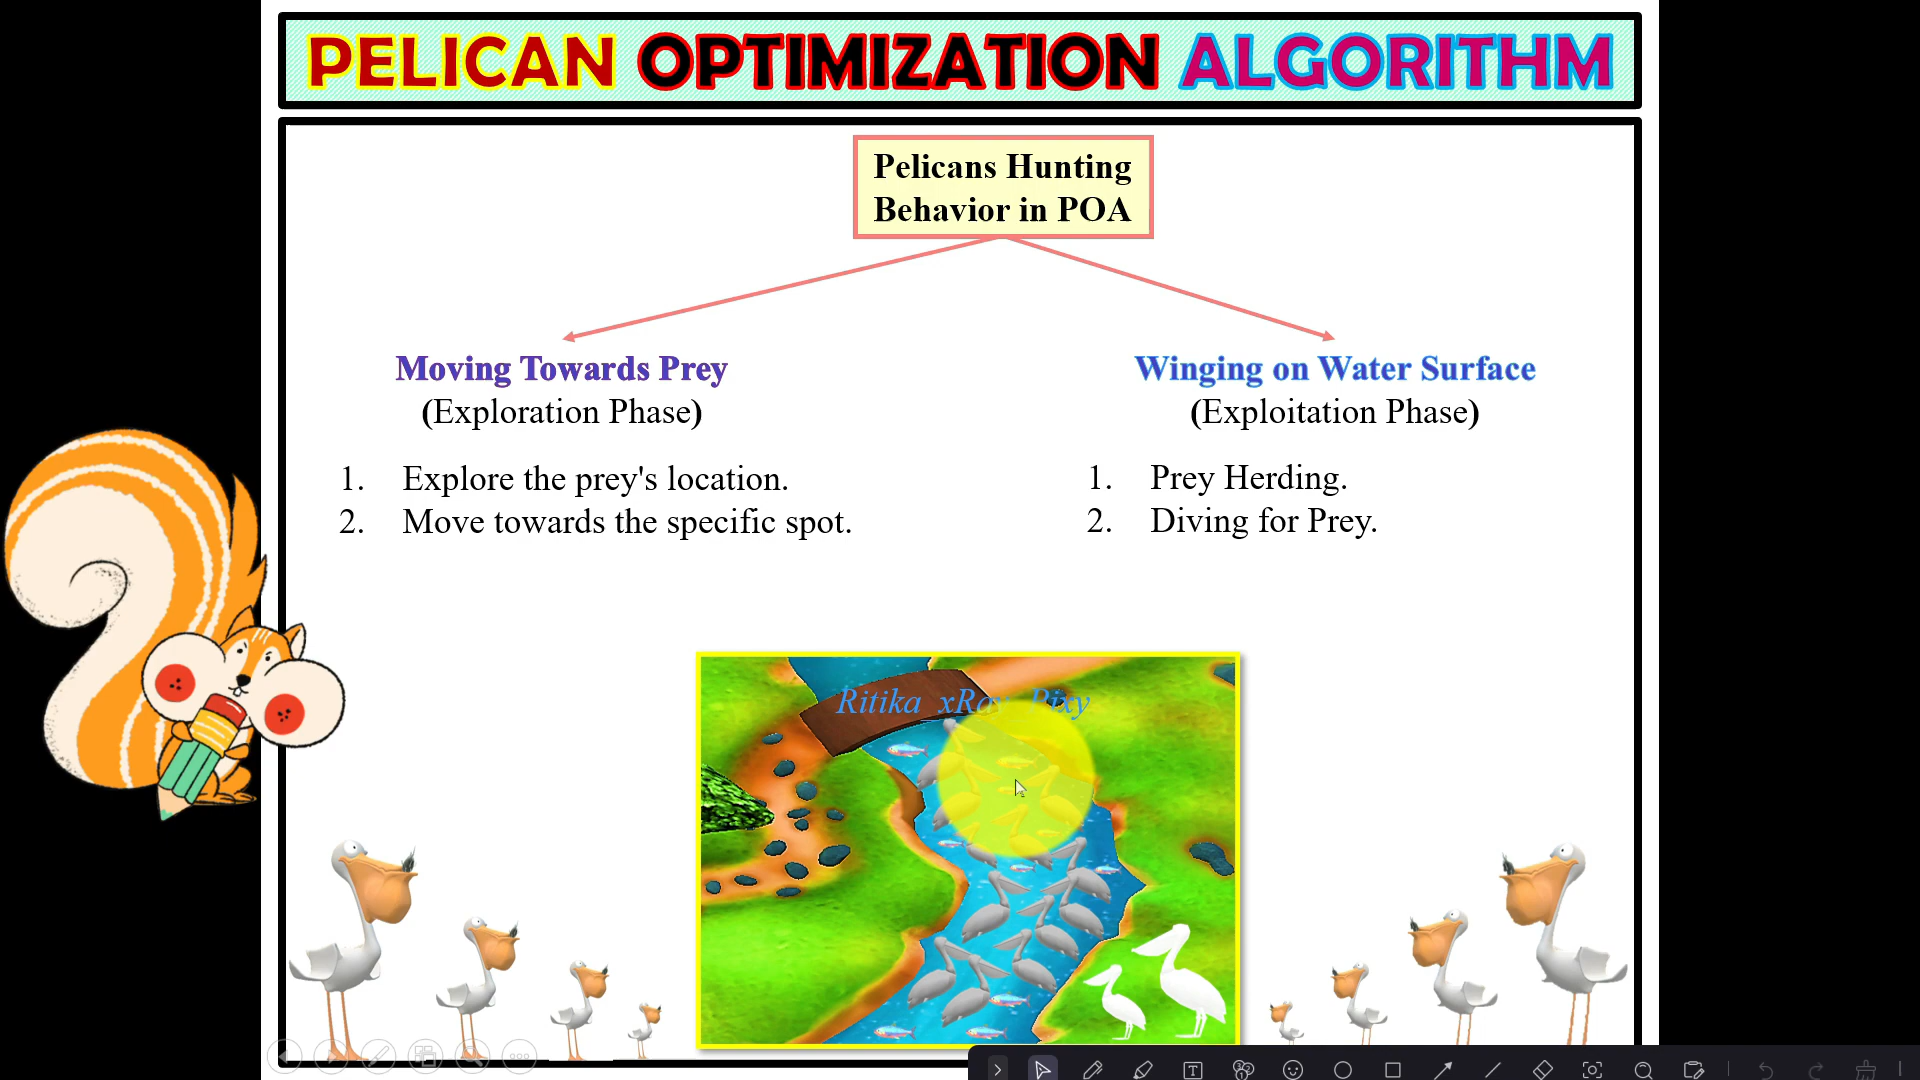 PELICAN OPTIMIZATION ALGORITHM
Pelicans Hunting
Behavior in POA
Moving Towards Prey
(Exploration Phase)
1. Explore the prey's location.
2. Move towards the specific spot.
Winging on Water Surface
(Exploitation Phase)
1. Prey Herding.
2. Diving for Prey.
Ritika xRay Pixy